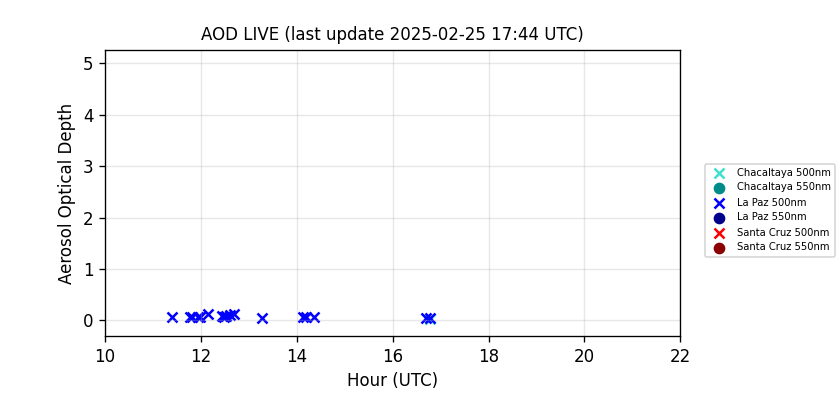 AOD LIVE (last update 2025-02-25 17:44 UTC)
5
4
3
2
1
0
Aerosol Optical Depth
10 12 14 16 18 20 22
Hour (UTC)
Chacaltaya 500nm
Chacaltaya 550nm
La Paz 500nm
La Paz 550nm
Santa Cruz 500nm
Santa Cruz 550nm